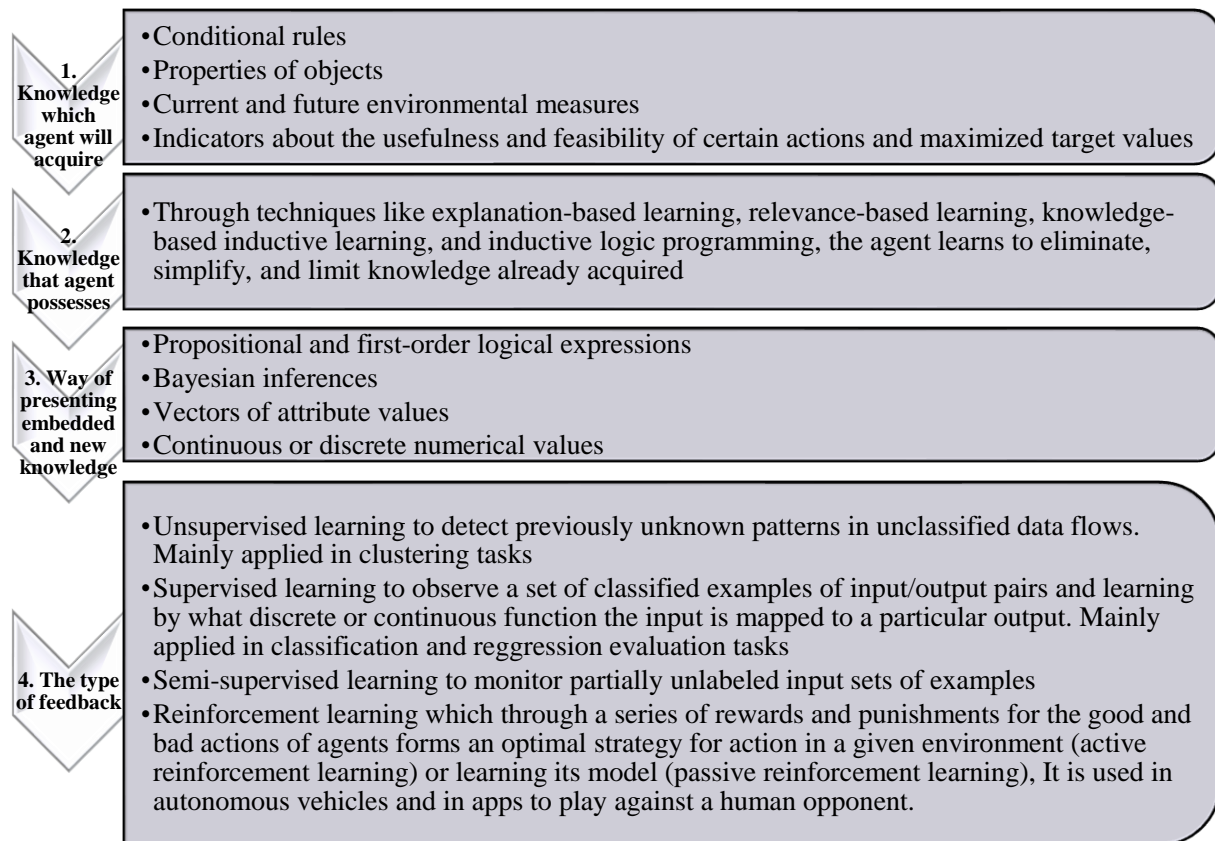 1.
Knowledge
which
agent will
acquire
•Conditional rules
•Properties of objects
•Current and future environmental measures
•Indicators about the usefulness and feasibility of certain actions and maximized target values
2.
Knowledge
that agent
possesses
•Through techniques like explanation-based learning, relevance-based learning, knowledge-
based inductive learning, and inductive logic programming, the agent learns to eliminate,
simplify, and limit knowledge already acquired
3. Way of
presenting
embedded
and new
knowledge
•Propositional and first-order logical expressions
•Bayesian inferences
•Vectors of attribute values
•Continuous or discrete numerical values
4. The type
of feedback
•Unsupervised learning to detect previously unknown patterns in unclassified data flows.
Mainly applied in clustering tasks
•Supervised learning to observe a set of classified examples of input/output pairs and learning
by what discrete or continuous function the input is mapped to a particular output. Mainly
applied in classification and reggression evaluation tasks
•Semi-supervised learning to monitor partially unlabeled input sets of examples
•Reinforcement learning which through a series of rewards and punishments for the good and
bad actions of agents forms an optimal strategy for action in a given environment (active
reinforcement learning) or learning its model (passive reinforcement learning), It is used in
autonomous vehicles and in apps to play against a human opponent.